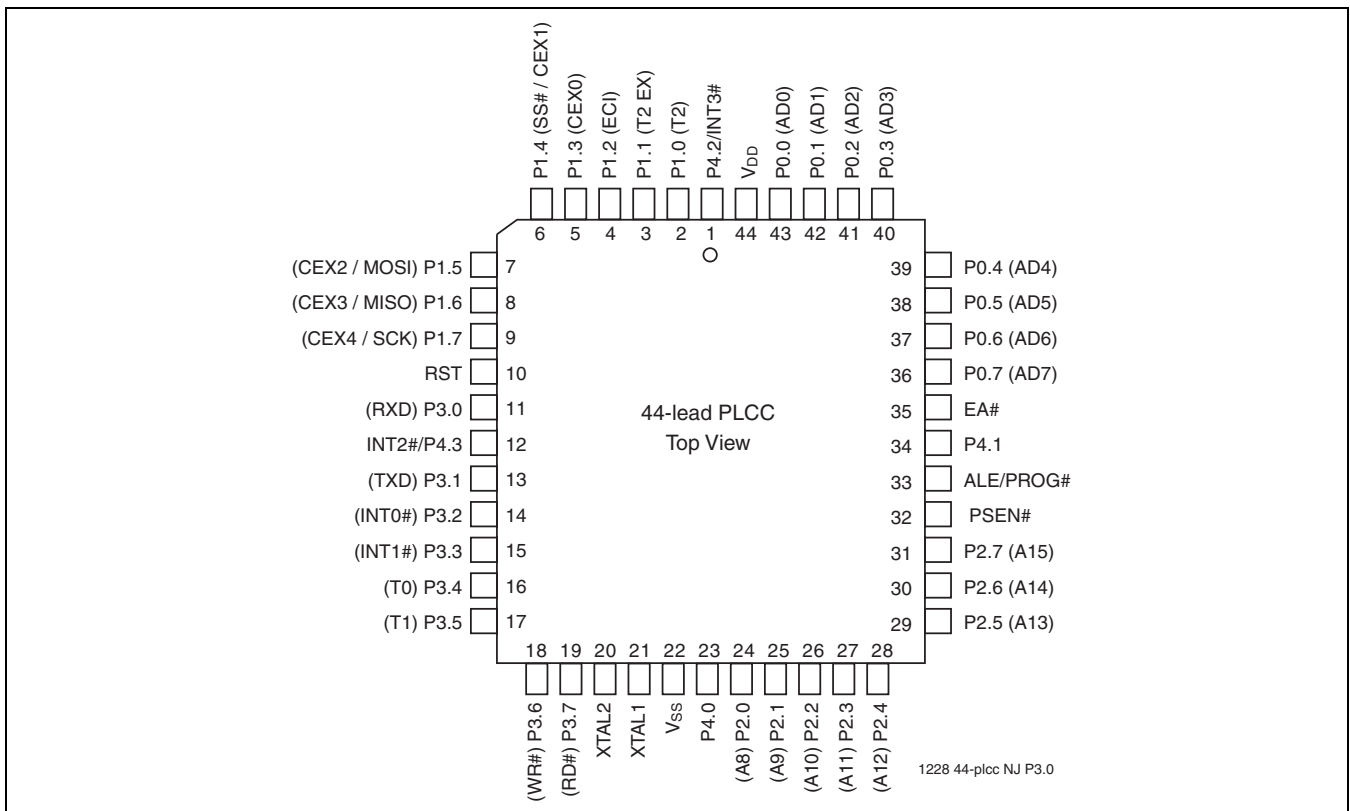 P1.4 (SS# / CEX1)
P1.3 (CEX0)
P1.2 (ECI)
P1.1 (T2 EX)
P1.0 (T2)
P4.2/INT3#
VDD
P0.0 (AD0)
P0.1 (AD1)
P0.2 (AD2)
P0.3 (AD3)
6 5 4 3 2 1 44 43 42 41 40
(CEX2 / MOSI) P1.5 7
(CEX3 / MISO) P1.6 8
(CEX4 / SCK) P1.7 9
RST 10
(RXD) P3.0 11
INT2#/P4.3 12
(TXD) P3.1 13
(INT0#) P3.2 14
(INT1#) P3.3 15
(T0) P3.4 16
(T1) P3.5 17
44-lead PLCC
Top View
39 P0.4 (AD4)
38 P0.5 (AD5)
37 P0.6 (AD6)
36 P0.7 (AD7)
35 EA#
34 P4.1
33 ALE/PROG#
32 PSEN#
31 P2.7 (A15)
30 P2.6 (A14)
29 P2.5 (A13)
18 19 20 21 22 23 24 25 26 27 28
(WR#) P3.6
(RD#) P3.7
XTAL2
XTAL1
VSS
P4.0
(A8) P2.0
(A9) P2.1
(A10) P2.2
(A11) P2.3
(A12) P2.4
1228 44-plcc NJ P3.0